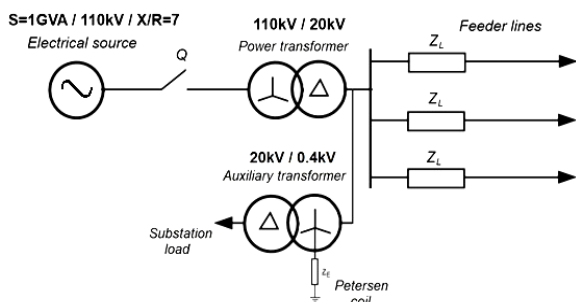 S=1GVA / 110kV / X/R=7
Electrical source
Q
110kV / 20kV
Power transformer
Feeder lines
Z_L
Z_L
Z_L
20kV / 0.4kV
Auxiliary transformer
Substation
load
Z_E
Petersen
coil